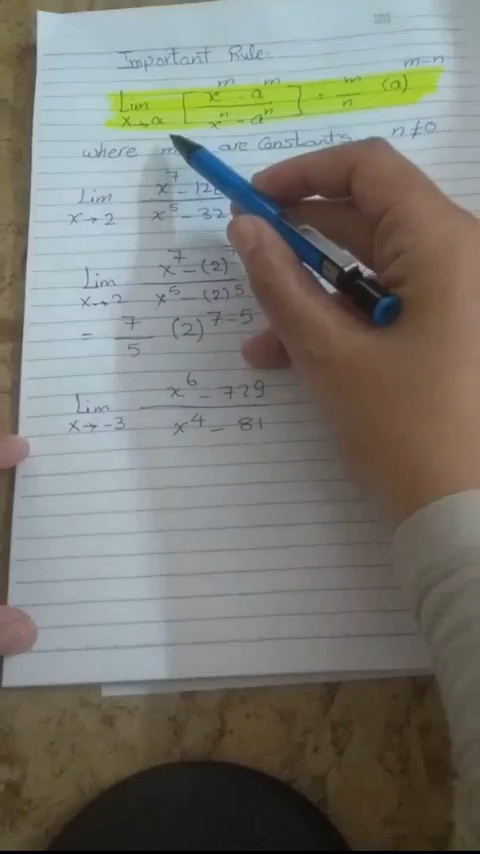 Important Rule.
Lim x→a [ x^m - a^m / x^n - a^n ] = m/n (a)^m-n
where m are constants n≠0
Lim x→2 x^7 - 12 / x^5 - 32
Lim x→2 x^7 - (2)^7 / x^5 - (2)^5
= 7/5 (2)^7-5
Lim x→-3 x^6 - 729 / x^4 - 81